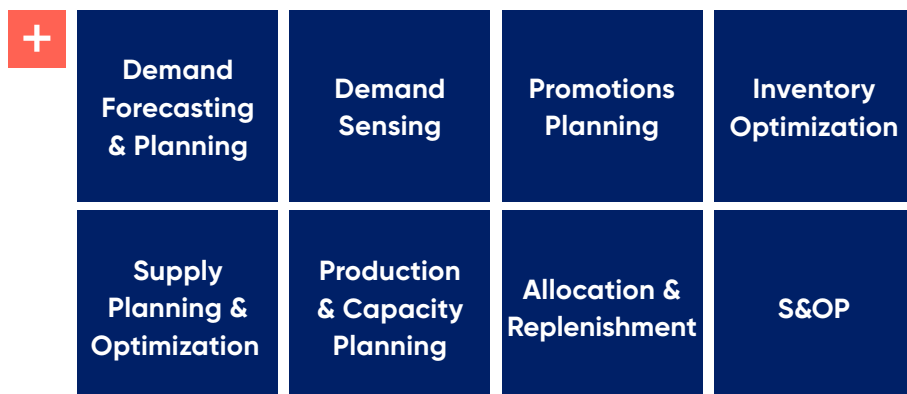 +
Demand
Forecasting
& Planning
Demand
Sensing
Promotions
Planning
Inventory
Optimization
Supply
Planning &
Optimization
Production
& Capacity
Planning
Allocation &
Replenishment
S&OP